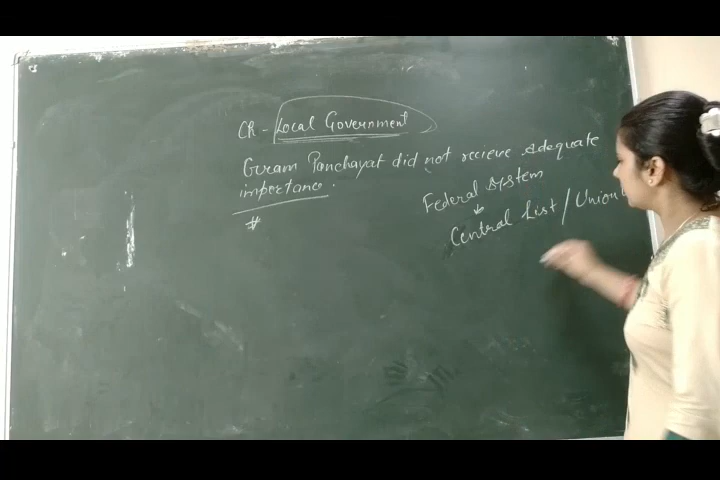 Ch - Local Government
Gram Panchayat did not recieve adequate
importance.
#
Federal System
Central List / Union